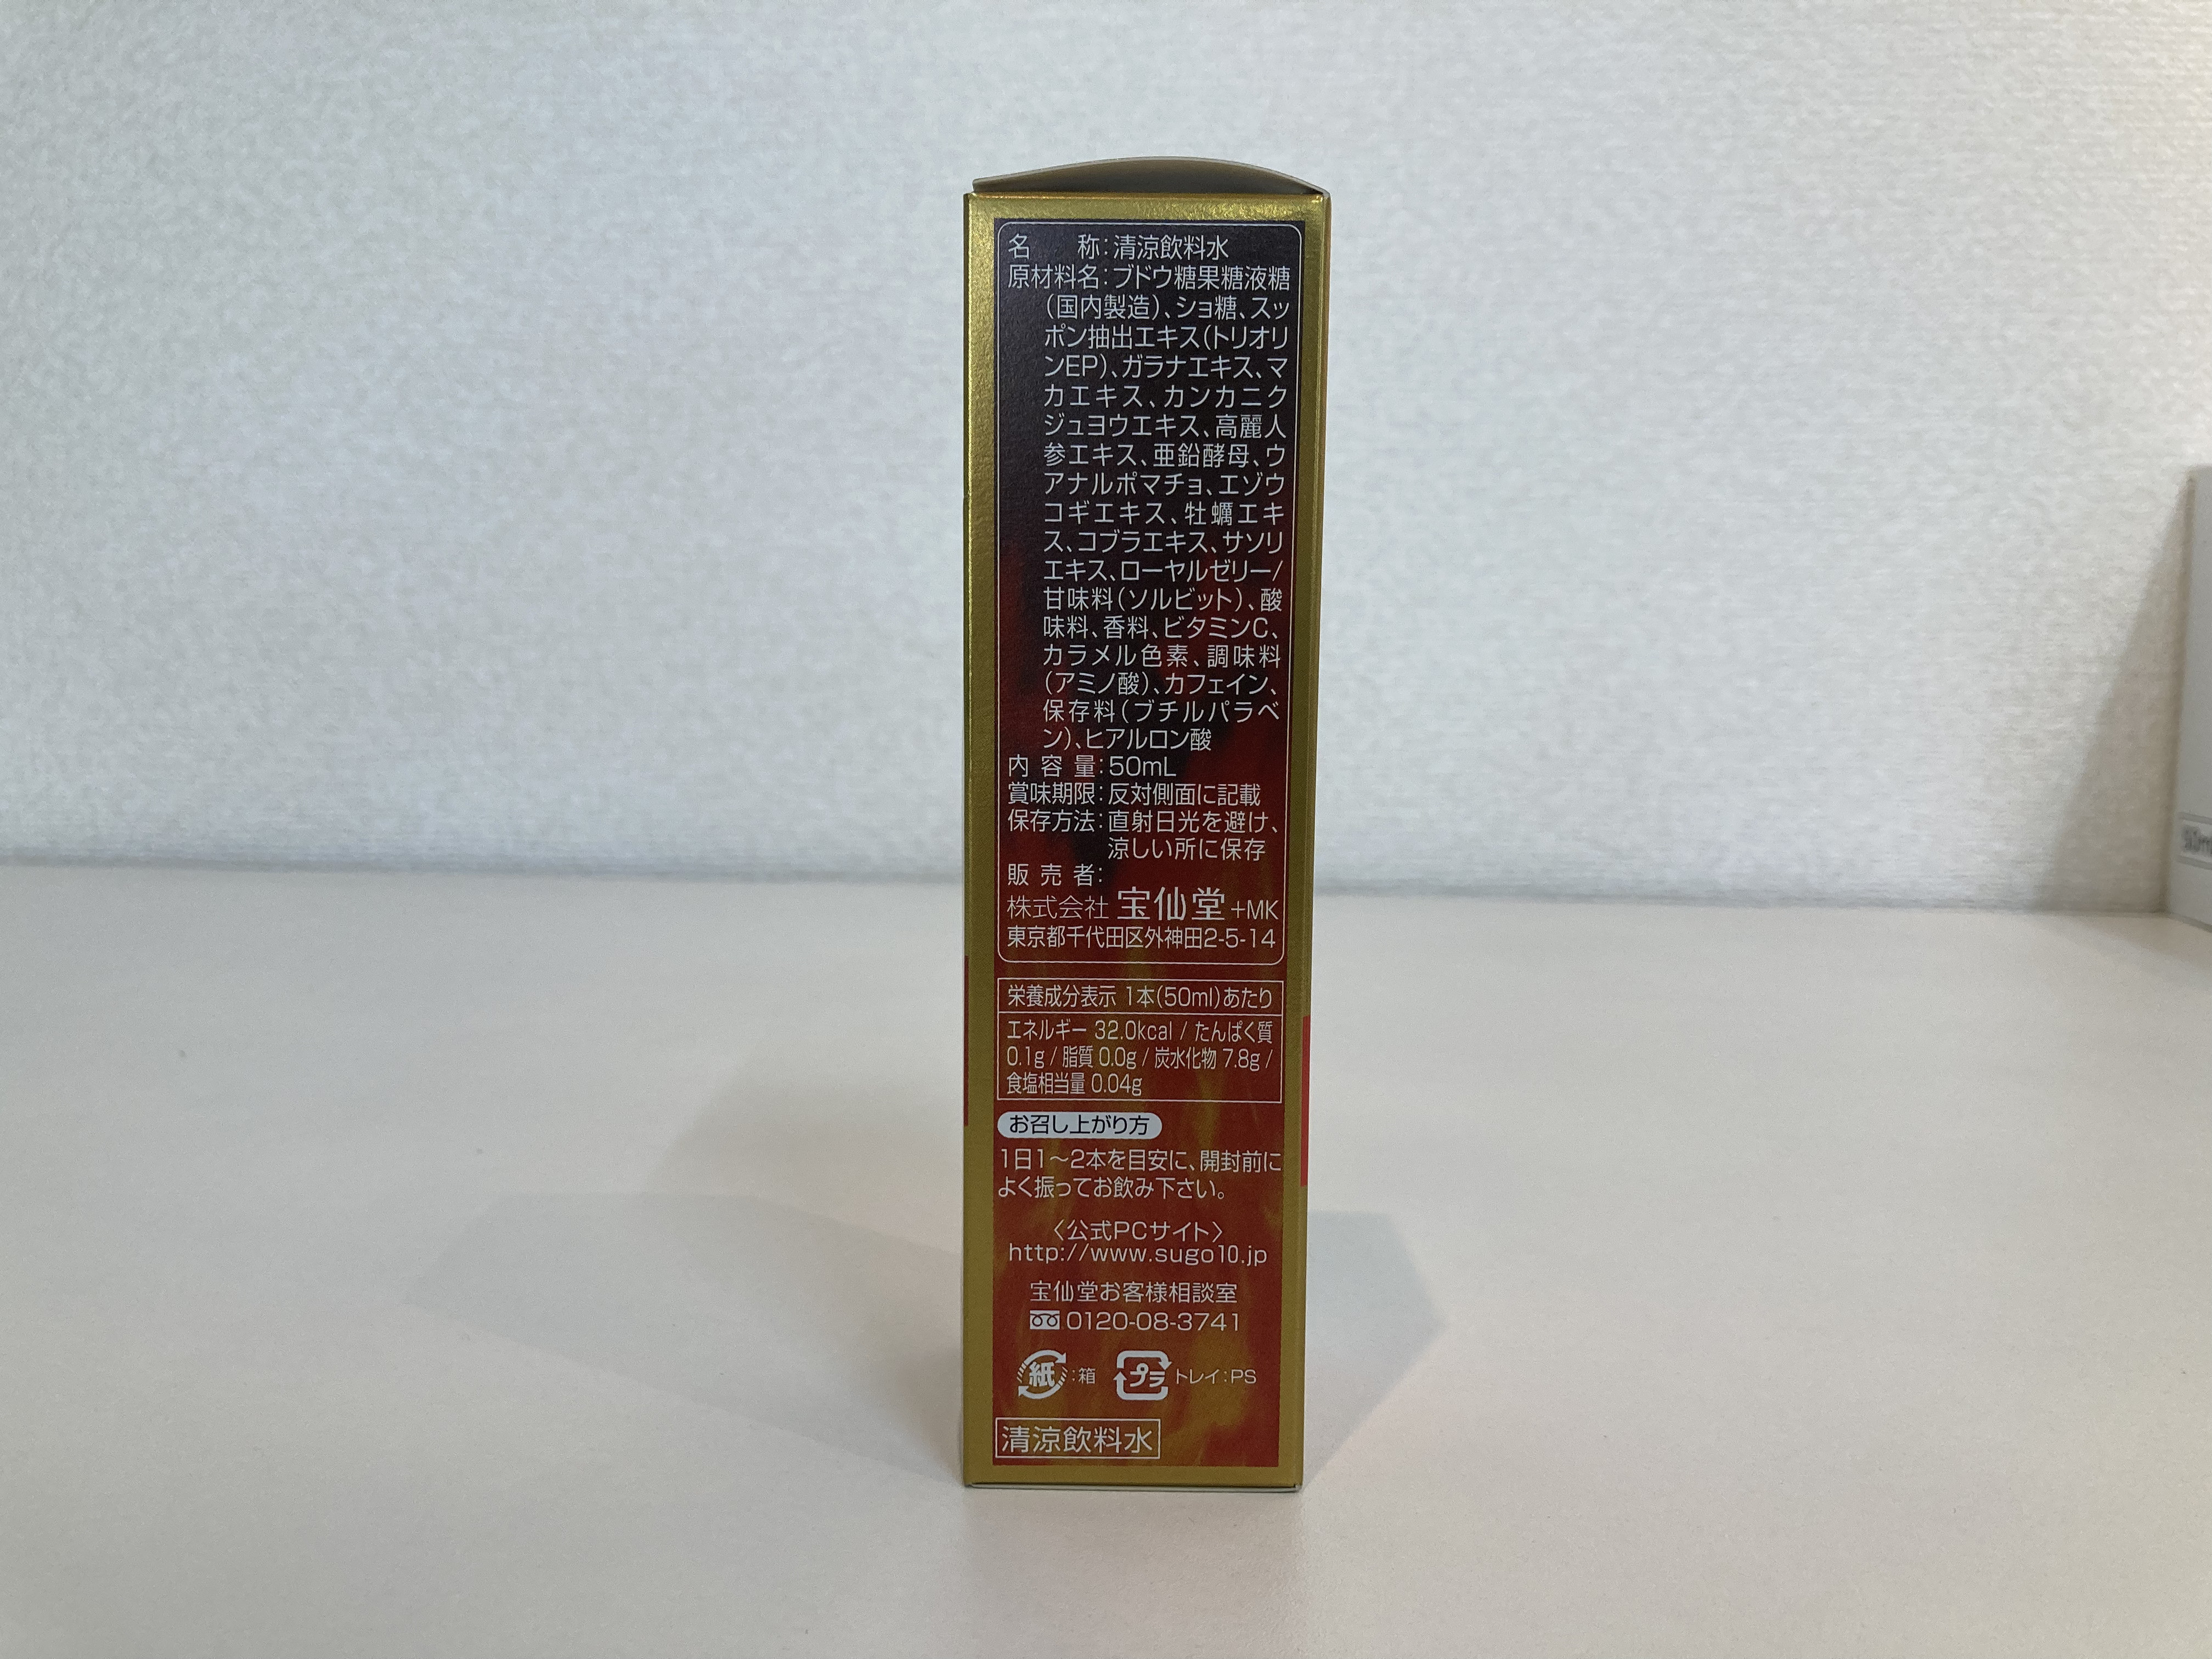 名　　称：清涼飲料水
原材料名：ブドウ糖果糖液糖
（国内製造）、ショ糖、スッ
ポン抽出エキス（トリオリ
ンEP）、ガラナエキス、マ
カエキス、カンカニク
ジュヨウエキス、高麗人
参エキス、亜鉛酵母、ウ
アナルポマチョ、エゾウ
コギエキス、牡蠣エキ
ス、コブラエキス、サソリ
エキス、ローヤルゼリー/
甘味料（ソルビット）、酸
味料、香料、ビタミンC、
カラメル色素、調味料
（アミノ酸）、カフェイン、
保存料（ブチルパラベ
ン）、ヒアルロン酸
内 容 量：50mL
賞味期限：反対側面に記載
保存方法：直射日光を避け、
涼しい所に保存
販 売 者：
株式会社 宝仙堂 +MK
東京都千代田区外神田2-5-14
栄養成分表示 1本（50ml）あたり
エネルギー 32.0kcal / たんぱく質
0.1g / 脂質 0.0g / 炭水化物 7.8g /
食塩相当量 0.04g
お召し上がり方
1日1～2本を目安に、開封前に
よく振ってお飲み下さい。
〈公式PCサイト〉
http://www.sugo10.jp
宝仙堂お客様相談室
0120-08-3741
紙：箱 プラ トレイ：PS
清涼飲料水